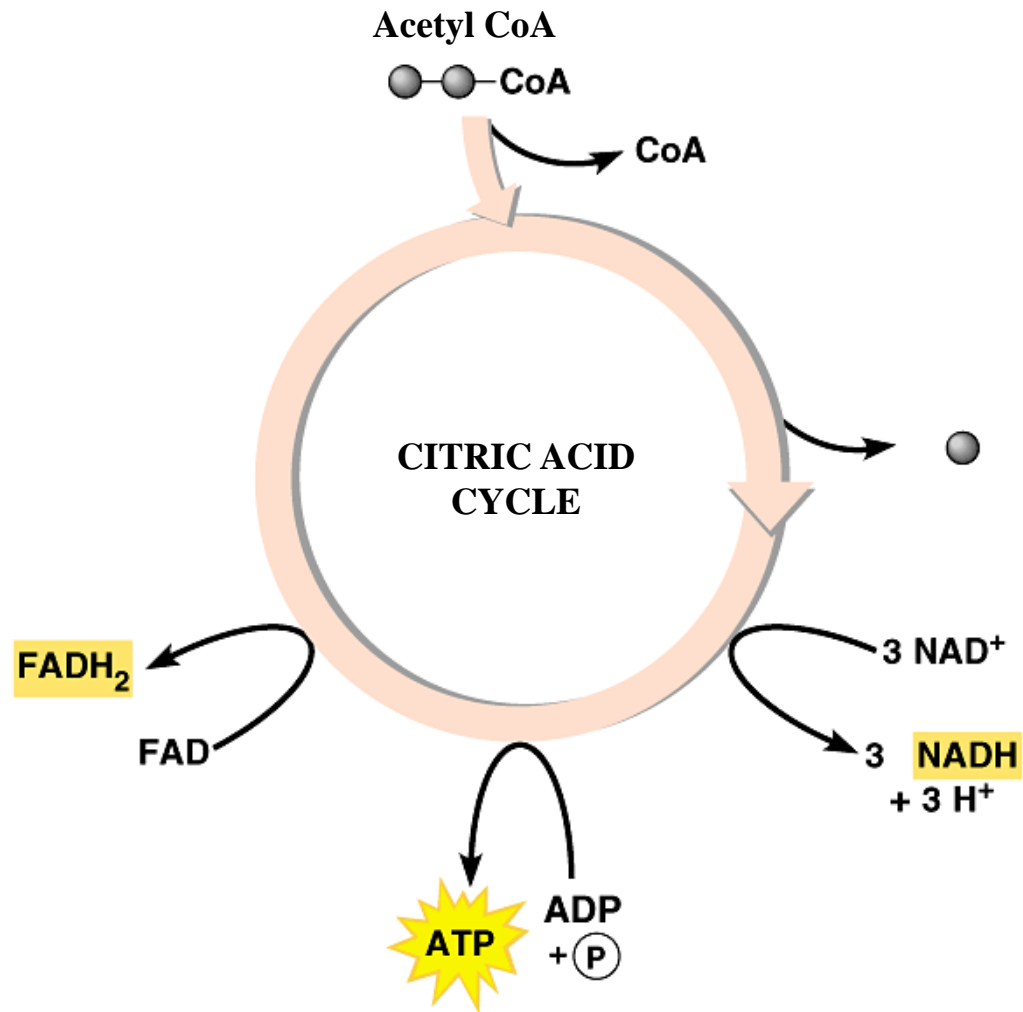 Acetyl CoA
CoA
CoA
CITRIC ACID
CYCLE
3 NAD⁺
3 NADH
+ 3 H⁺
FADH₂
FAD
ATP
ADP
+ P